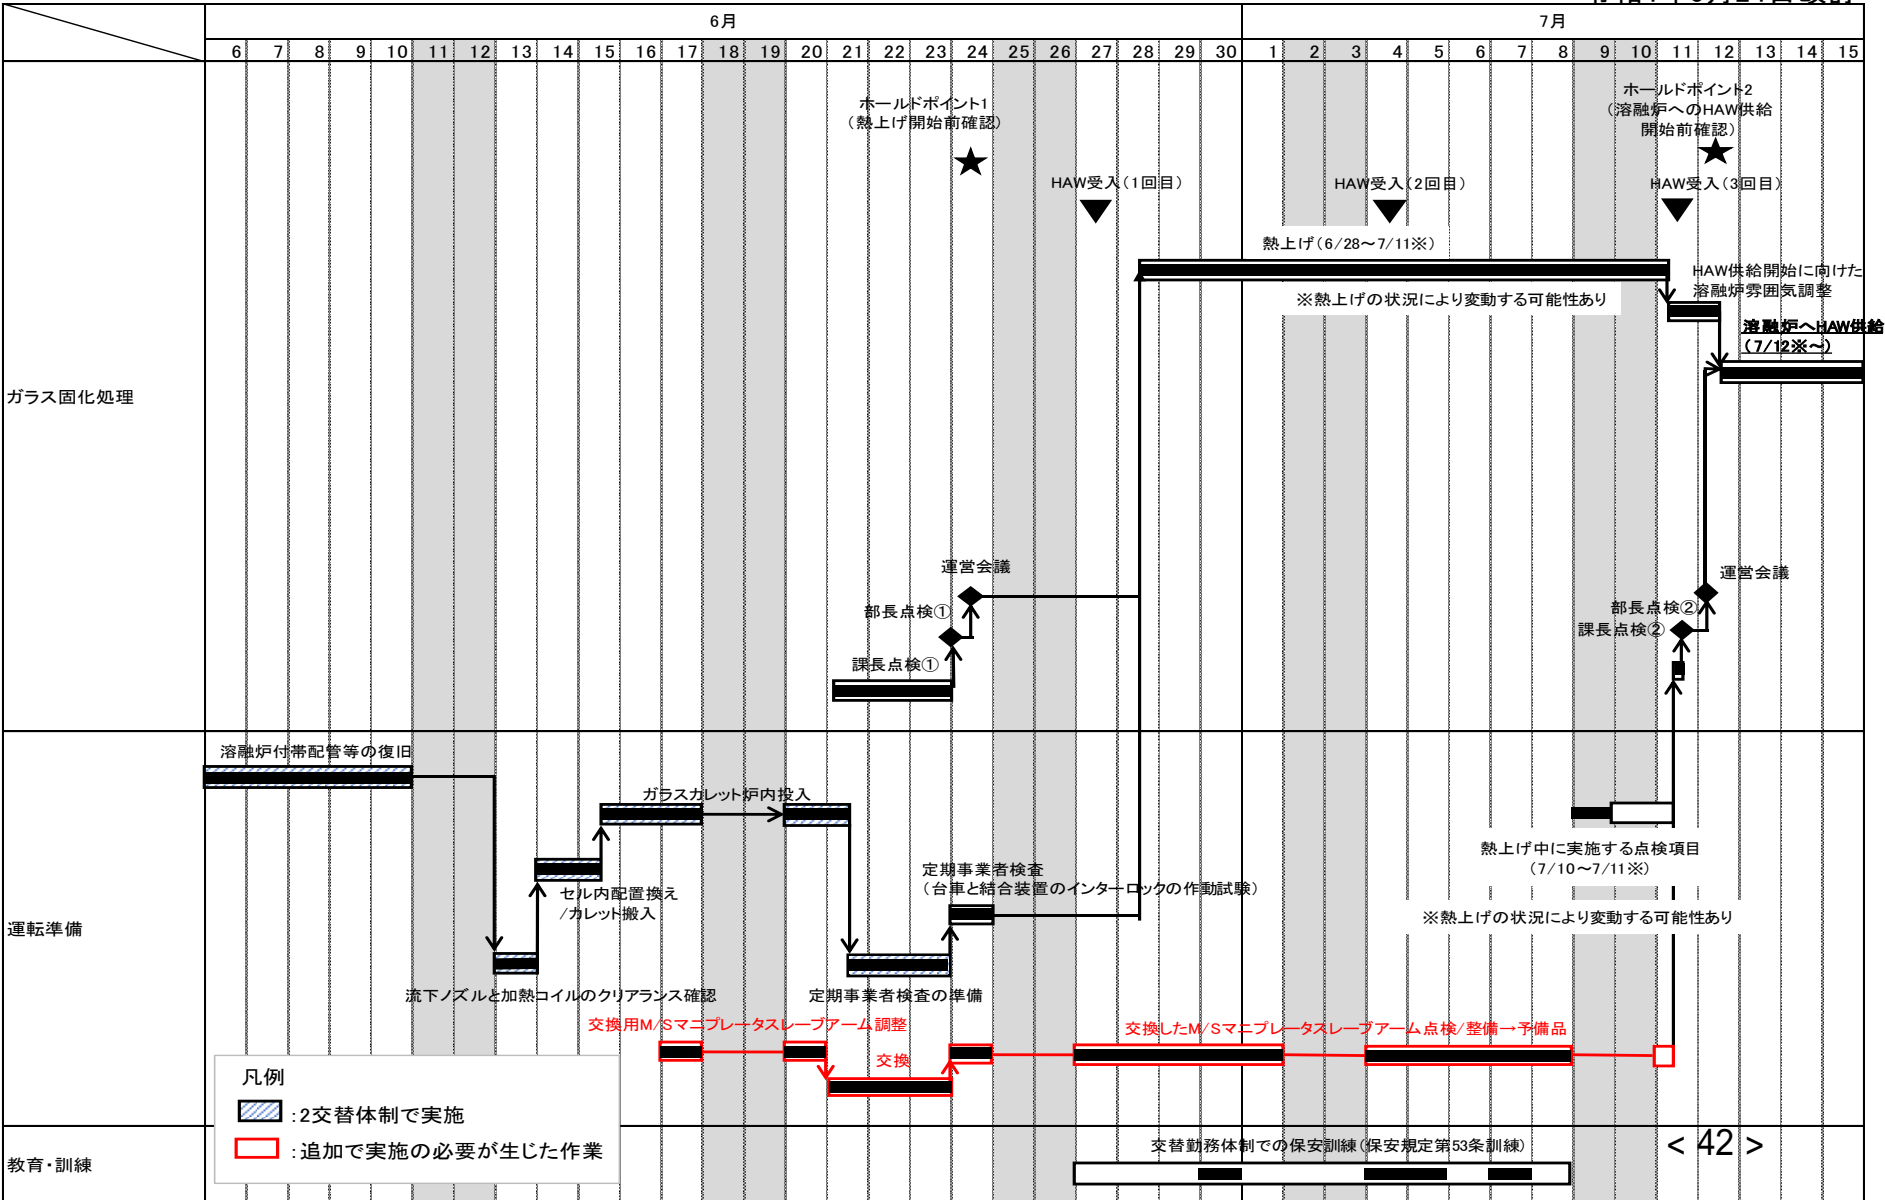 6月
7月
6 7 8 9 10 11 12 13 14 15 16 17 18 19 20 21 22 23 24 25 26 27 28 29 30 1 2 3 4 5 6 7 8 9 10 11 12 13 14 15
ガラス固化処理
ホールドポイント1
（熱上げ開始前確認）
ホールドポイント2
（溶融炉へのHAW供給
開始前確認）
HAW受入（1回目）
HAW受入（2回目）
HAW受入（3回目）
熱上げ（6/28～7/11※）
※熱上げの状況により変動する可能性あり
HAW供給開始に向けた
溶融炉雰囲気調整
溶融炉へHAW供給
（7/12※～）
運営会議
部長点検①
課長点検①
運営会議
部長点検②
課長点検②
運転準備
溶融炉付帯配管等の復旧
ガラスカレット炉内投入
セル内配置換え
/カレット搬入
流下ノズルと加熱コイルのクリアランス確認
定期事業者検査
（台車と結合装置のインターロックの作動試験）
定期事業者検査の準備
熱上げ中に実施する点検項目
（7/10～7/11※）
※熱上げの状況により変動する可能性あり
交換用M/Sマニプレータスレーブアーム調整
交換
交換したM/Sマニプレータスレーブアーム点検/整備→予備品
凡例
：2交替体制で実施
：追加で実施の必要が生じた作業
教育・訓練
交替勤務体制での保安訓練（保安規定第53条訓練）
< 42 >